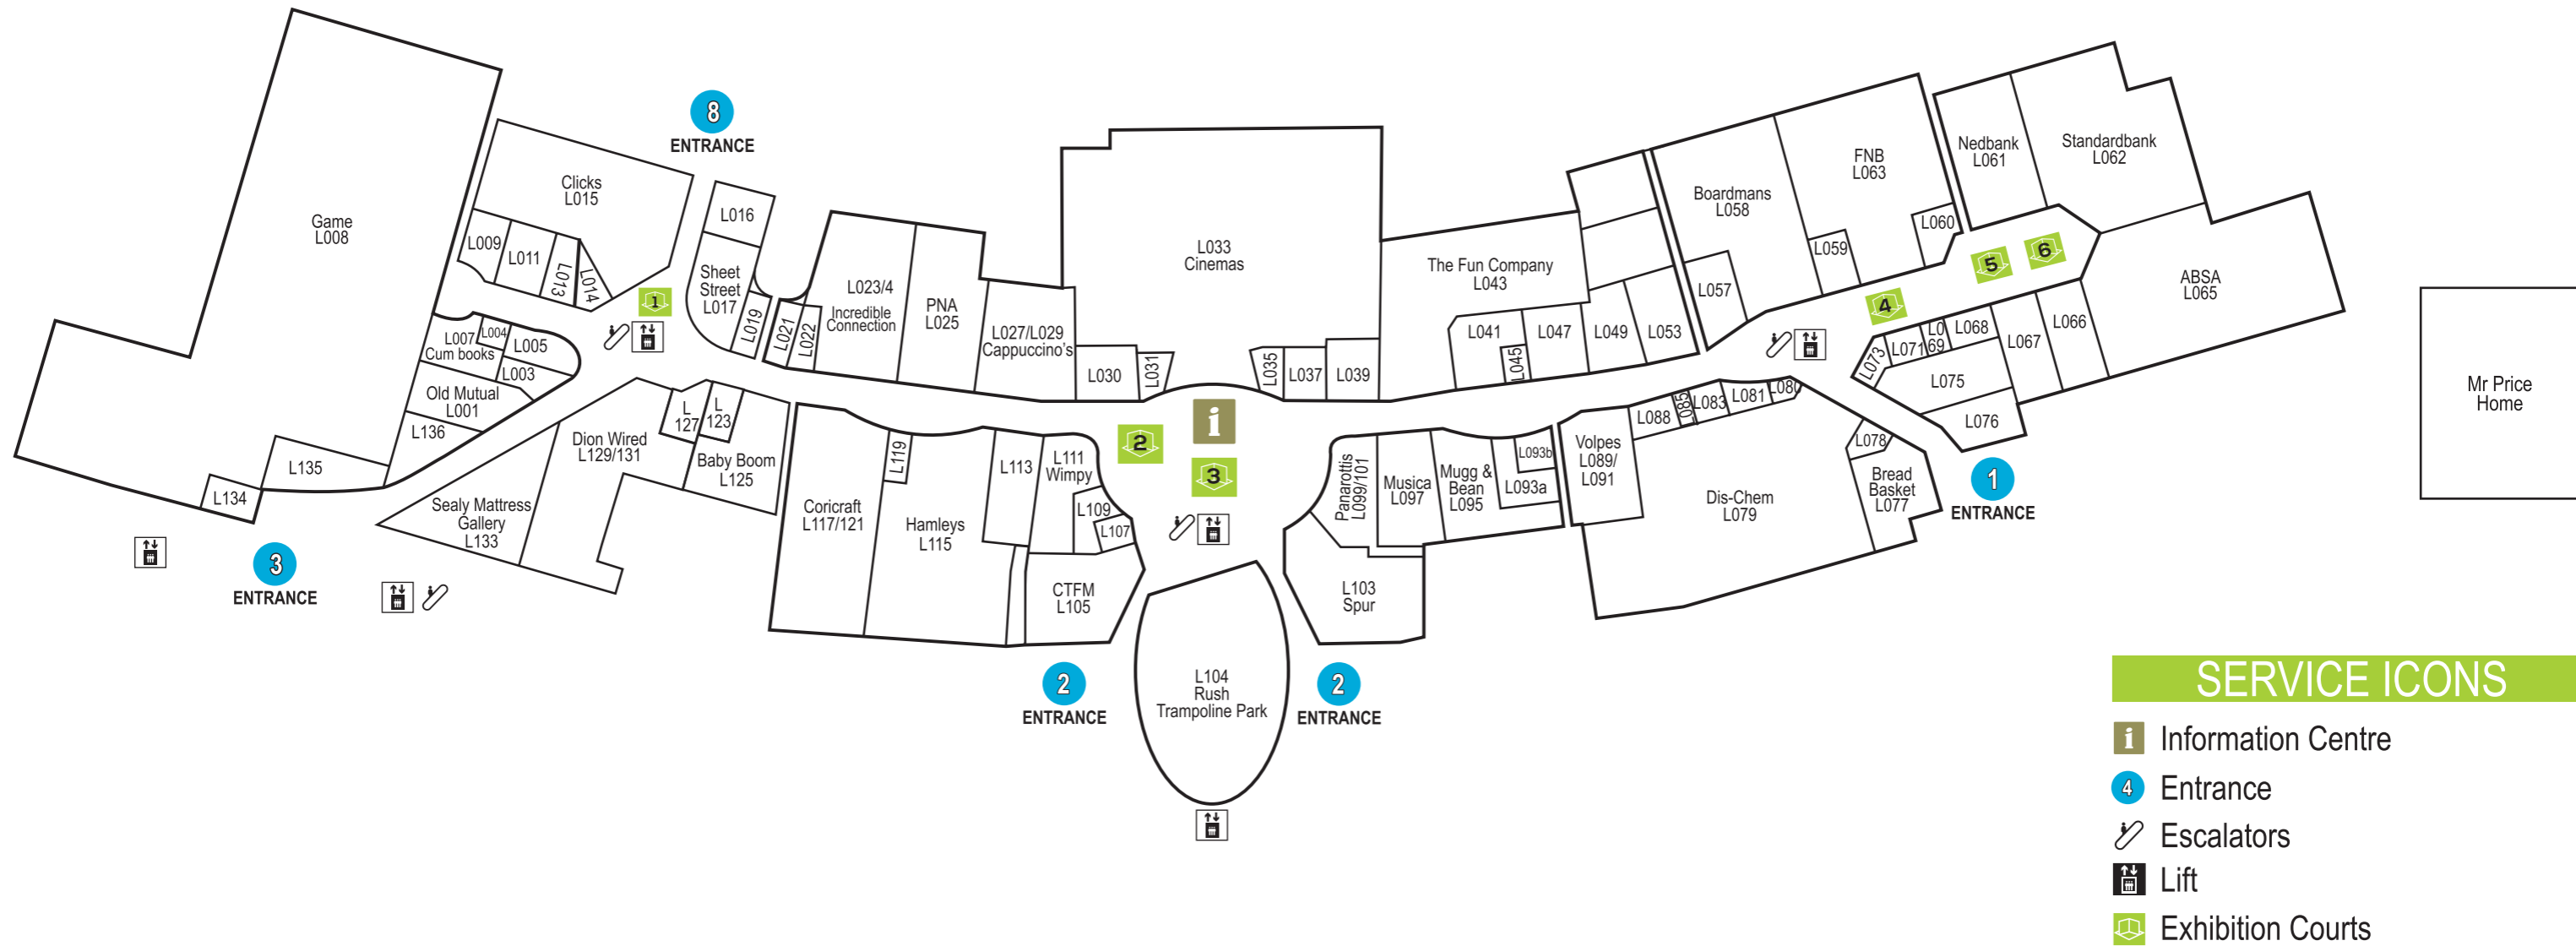 8
ENTRANCE
Game
L008
Clicks
L015
L009
L011
L013
L014
L016
Sheet
Street
L017
L019
1
L007
Cum books
L004
L005
L003
Old Mutual
L001
L136
L135
L134
3
ENTRANCE
L021
L022
L023/4
Incredible
Connection
PNA
L025
L027/L029
Cappuccino's
L033
Cinemas
L030
L031
L035
L037
L039
The Fun Company
L043
L041
L045
L047
L049
L053
Boardmans
L058
L057
FNB
L063
L059
L060
Nedbank
L061
Standardbank
L062
ABSA
L065
5
6
4
L073
L071
L0
69
L068
L067
L066
L075
L076
Mr Price
Home
Sealy Mattress
Gallery
L133
Dion Wired
L129/131
L
127
L
123
Baby Boom
L125
Coricraft
L117/121
L119
Hamleys
L115
L113
L111
Wimpy
L109
L107
CTFM
L105
i
2
3
Panarottis
L099/101
Musica
L097
Mugg &
Bean
L095
L093b
L093a
L103
Spur
Volpes
L089/
L091
L088
L085
L083
L081
L080
Dis-Chem
L079
L078
Bread
Basket
L077
1
ENTRANCE
2
ENTRANCE
2
ENTRANCE
L104
Rush
Trampoline Park
SERVICE ICONS
i Information Centre
4 Entrance
Escalators
Lift
Exhibition Courts